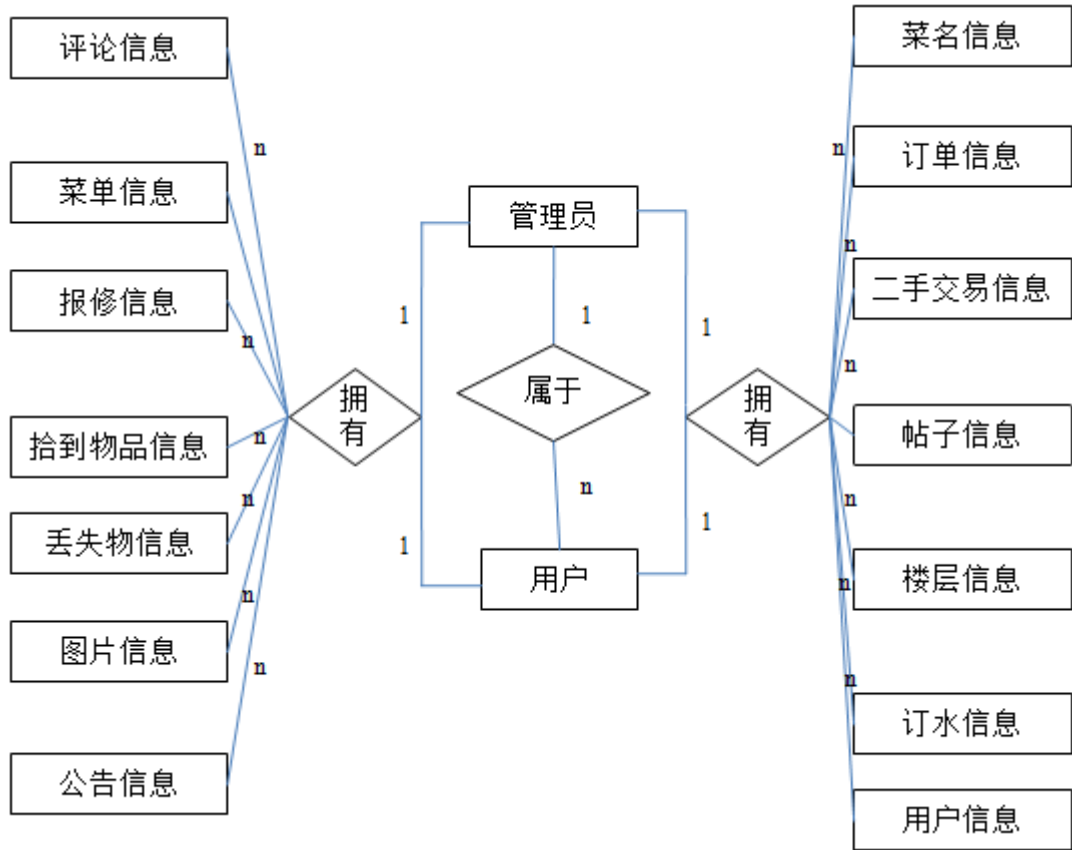 评论信息
菜名信息
n
n
订单信息
菜单信息
管理员
n
报修信息
二手交易信息
1
1
1
n
n
属于
拥
有
拥
有
帖子信息
n
拾到物品信息
n
n
n
丢失物信息
1
1
用户
楼层信息
n
n
图片信息
n
n
订水信息
公告信息
用户信息